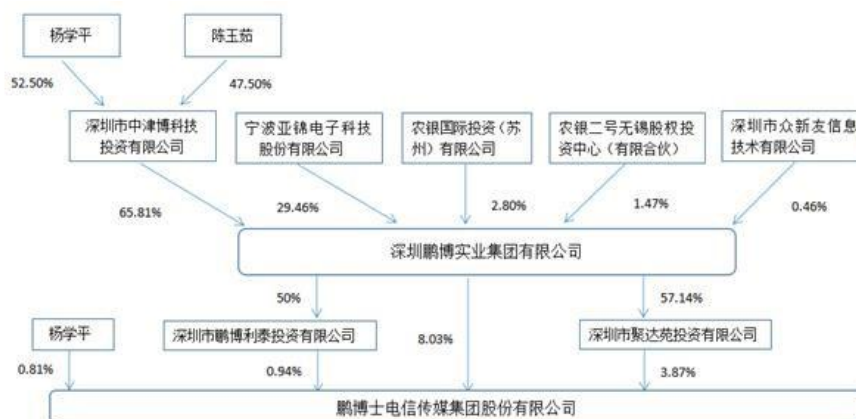 杨学平
陈玉茹
52.50%
47.50%
深圳市中津博科技
投资有限公司
宁波亚锦电子科技
股份有限公司
农银国际投资（苏
州）有限公司
农银二号无锡股权投
资中心（有限合伙）
深圳市众新友信息
技术有限公司
65.81%
29.46%
2.80%
1.47%
0.46%
深圳鹏博实业集团有限公司
50%
57.14%
杨学平
深圳市鹏博利泰投资有限公司
8.03%
深圳市聚达苑投资有限公司
0.81%
0.94%
3.87%
鹏博士电信传媒集团股份有限公司